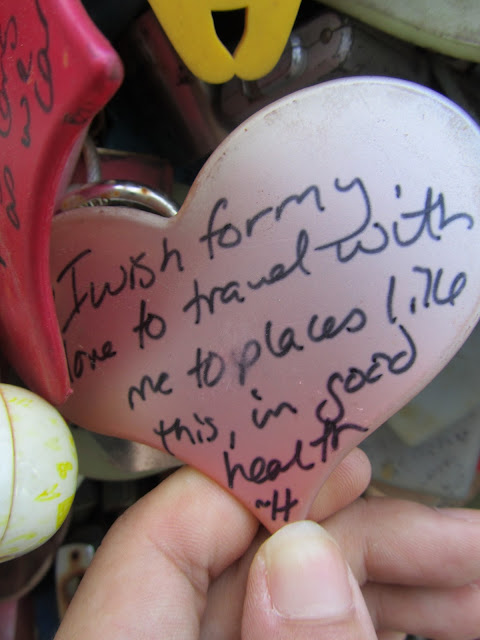 I wish for my
love to travel with
me to places like
this, in good
health
~H